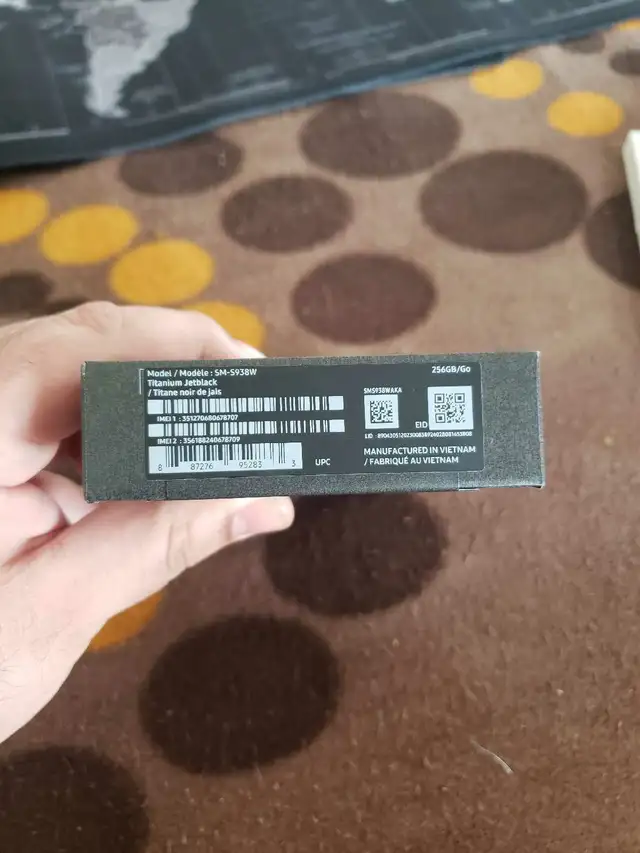 Model / Modèle : SM-S938W
256GB/Go
Titanium Jetblack
/ Titane noir de jais
SMS938WAKA
IMEI 1 : 351270680678707
EID
IMEI 2 : 356188240678709
8 87276 95283 3
UPC
MANUFACTURED IN VIETNAM
/ FABRIQUÉ AU VIETNAM